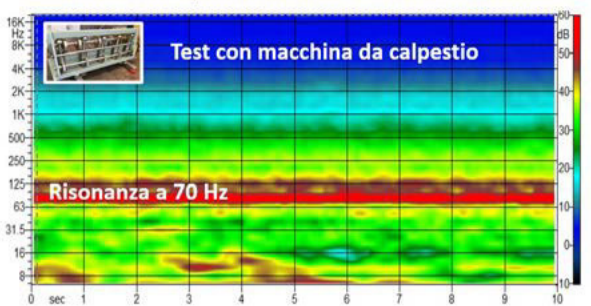 16K
Hz
8K
4K
2K
1K
500
250
125
63
31.5
16
8
Test con macchina da calpestio
Risonanza a 70 Hz
60
dB
50
40
30
20
10
0
-10
0 sec 1 2 3 4 5 6 7 8 9 10